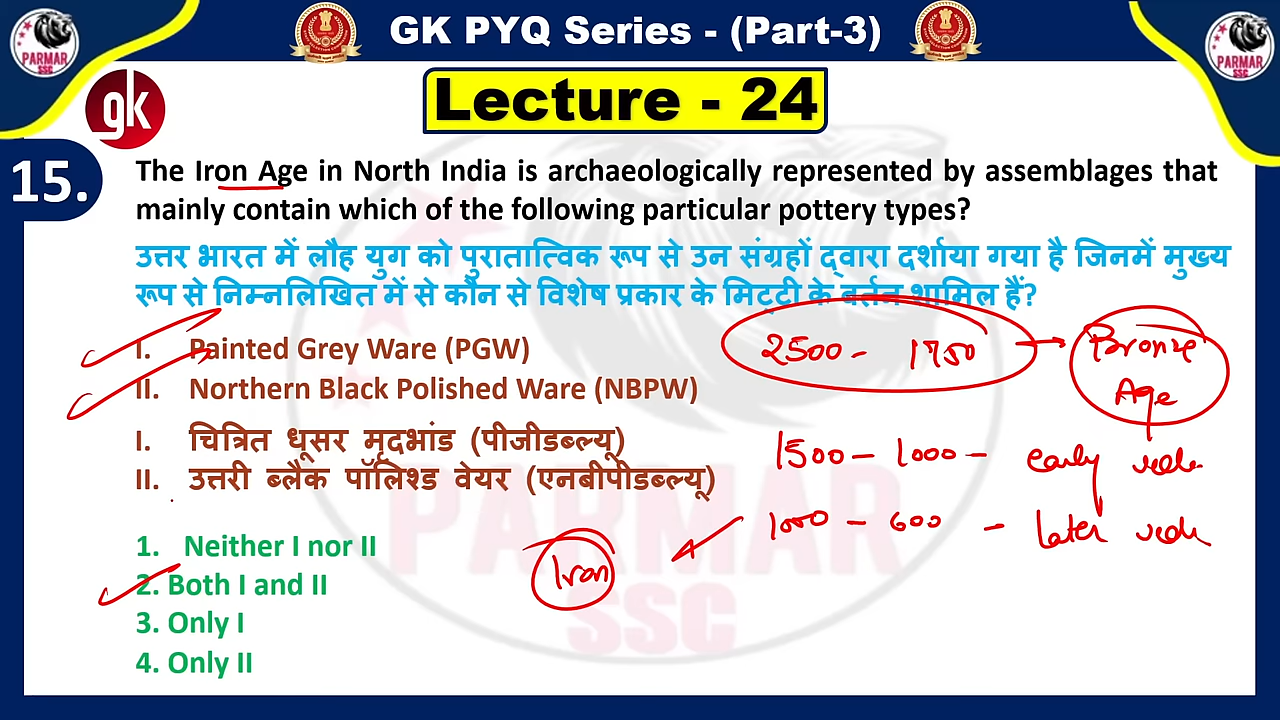 PARMAR
SSC
GK PYQ Series - (Part-3)
PARMAR
SSC
gk
Lecture - 24
15.
The Iron Age in North India is archaeologically represented by assemblages that
mainly contain which of the following particular pottery types?
उत्तर भारत में लौह युग को पुरातात्विक रूप से उन संग्रहों द्वारा दर्शाया गया है जिनमें मुख्य
रूप से निम्नलिखित में से कौन से विशेष प्रकार के मिट्टी के बर्तन शामिल हैं?
I. Painted Grey Ware (PGW)
II. Northern Black Polished Ware (NBPW)
I. चित्रित धूसर मृदभांड (पीजीडब्ल्यू)
II. उत्तरी ब्लैक पॉलिश्ड वेयर (एनबीपीडब्ल्यू)
2500 - 1750 → Bronze
Age
1500 - 1000 - early
1000 - 600 - later
Iron
1. Neither I nor II
2. Both I and II
3. Only I
4. Only II
PARMAR
SSC